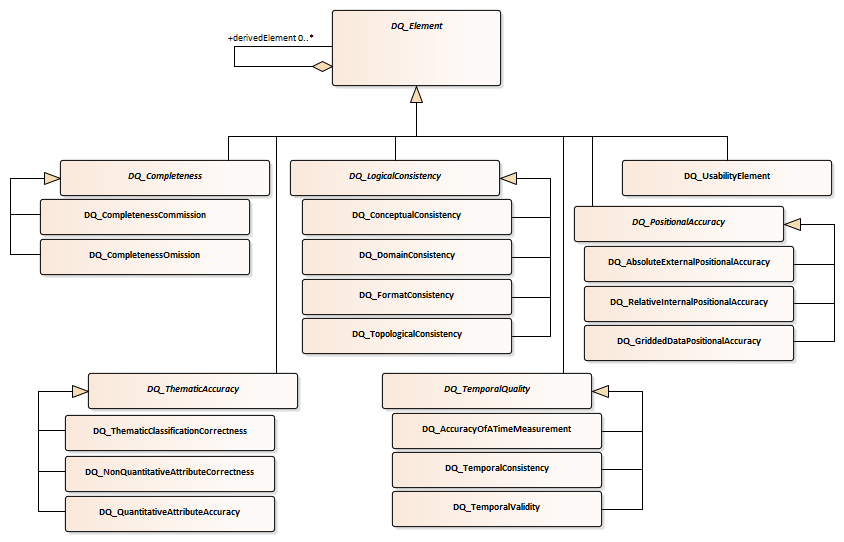 DQ_Element
+derivedElement 0..*
DQ_Completeness
DQ_CompletenessCommission
DQ_CompletenessOmission
DQ_LogicalConsistency
DQ_ConceptualConsistency
DQ_DomainConsistency
DQ_FormatConsistency
DQ_TopologicalConsistency
DQ_UsabilityElement
DQ_PositionalAccuracy
DQ_AbsoluteExternalPositionalAccuracy
DQ_RelativeInternalPositionalAccuracy
DQ_GriddedDataPositionalAccuracy
DQ_ThematicAccuracy
DQ_ThematicClassificationCorrectness
DQ_NonQuantitativeAttributeCorrectness
DQ_QuantitativeAttributeAccuracy
DQ_TemporalQuality
DQ_AccuracyOfATimeMeasurement
DQ_TemporalConsistency
DQ_TemporalValidity